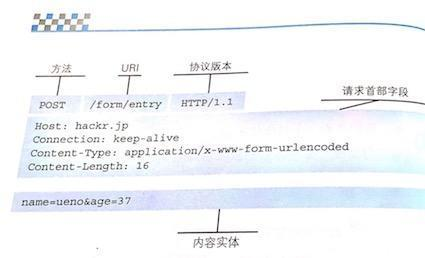 方法 URI 协议版本
请求首部字段
POST /form/entry HTTP/1.1
Host: hackr.jp
Connection: keep-alive
Content-Type: application/x-www-form-urlencoded
Content-Length: 16
name=ueno&age=37
内容实体